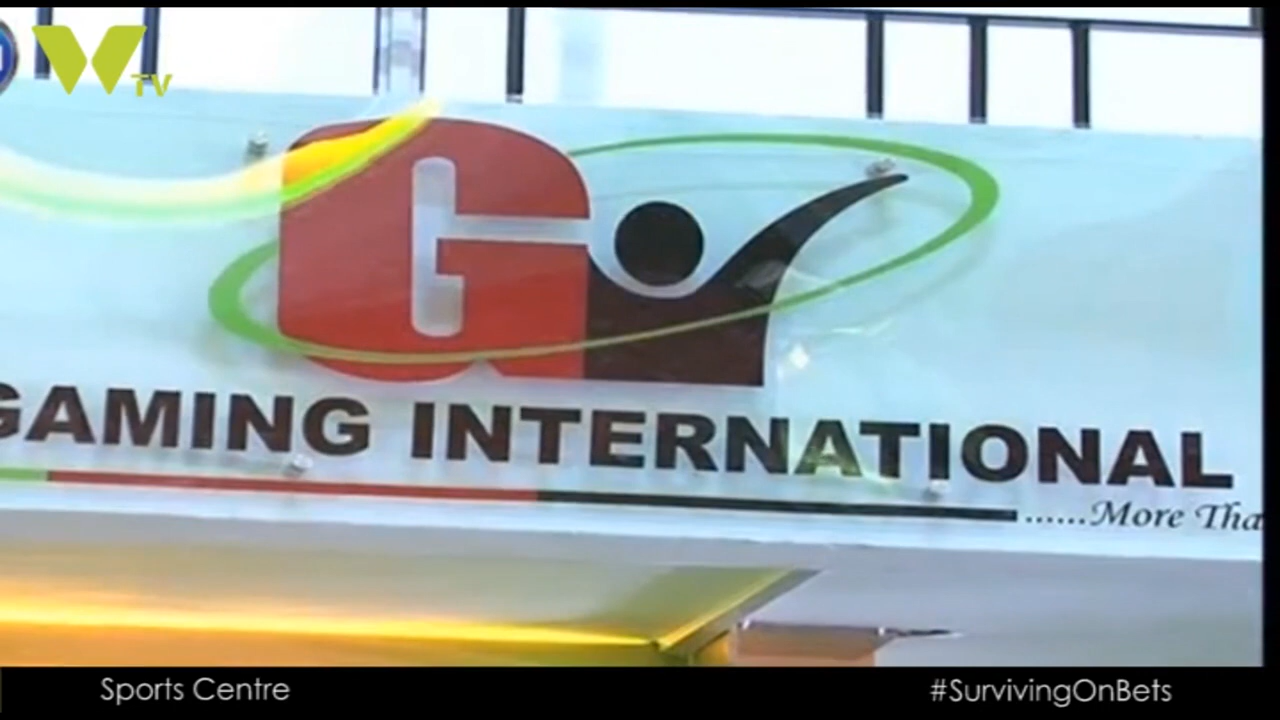 W TV
G
GAMING INTERNATIONAL
......More Tha
Sports Centre
#SurvivingOnBets